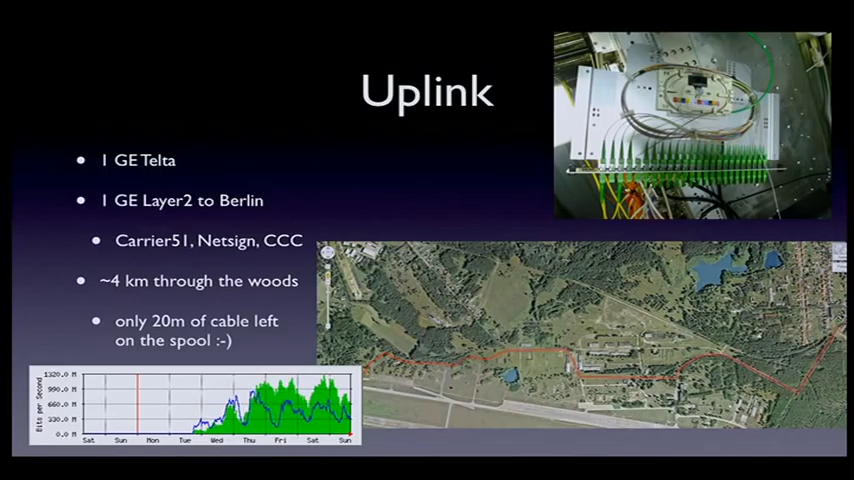 Uplink
1 GE Telta
1 GE Layer2 to Berlin
Carrier51, Netsign, CCC
~4 km through the woods
only 20m of cable left
on the spool :-)
1320.0 M
990.0 M
660.0 M
330.0 M
0.0 M
Bits per Second
Sat Sun Mon Tue Wed Thu Fri Sat Sun